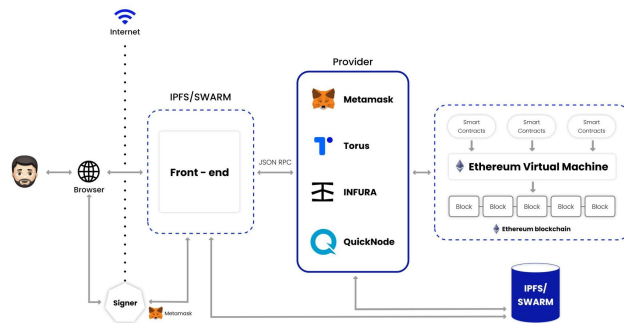 Internet
Provider
IPFS/SWARM
Metamask
Smart
Contracts
Smart
Contracts
Smart
Contracts
Torus
JSON RPC
Front - end
Ethereum Virtual Machine
Browser
INFURA
Block
Block
Block
Block
Block
Ethereum blockchain
QuickNode
IPFS/
SWARM
Signer
Metamask